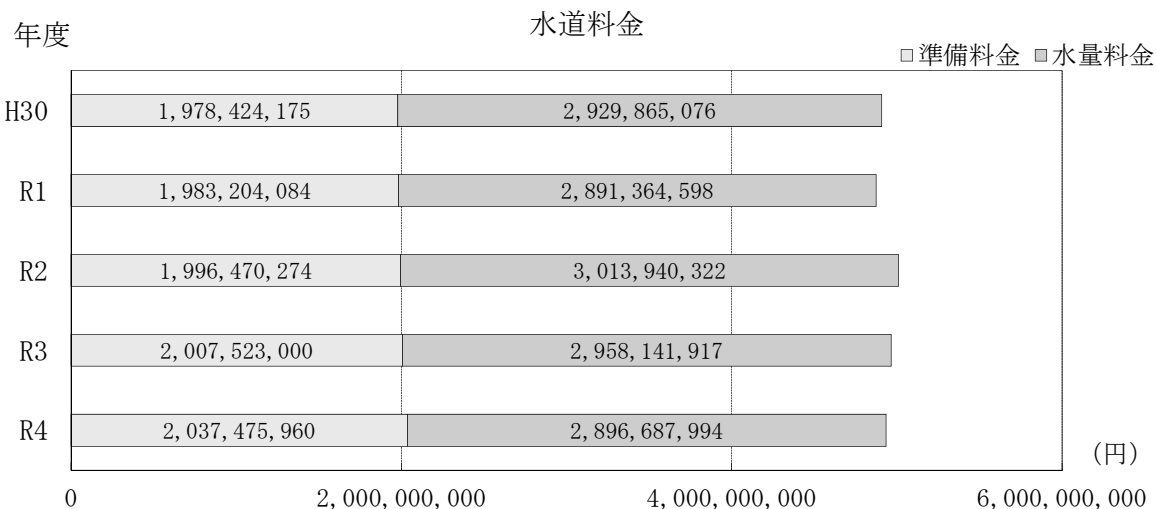 水道料金
年度
準備料金 水量料金
H30 1,978,424,175 2,929,865,076
R1 1,983,204,084 2,891,364,598
R2 1,996,470,274 3,013,940,322
R3 2,007,523,000 2,958,141,917
R4 2,037,475,960 2,896,687,994
(円)
0 2,000,000,000 4,000,000,000 6,000,000,000